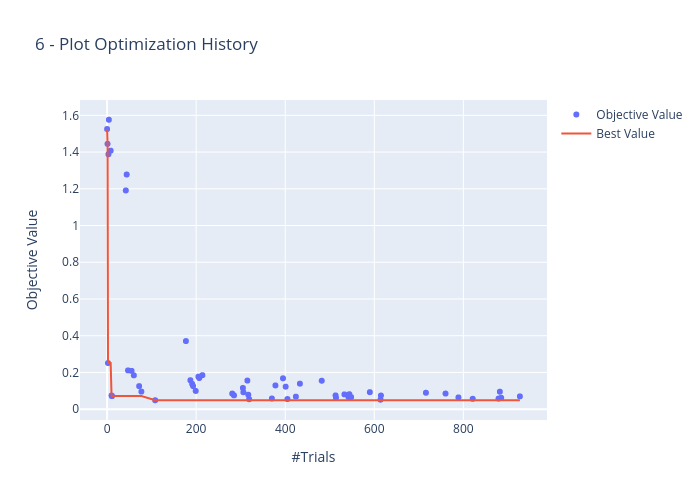 6 - Plot Optimization History
Objective Value
1.6
1.4
1.2
1
0.8
0.6
0.4
0.2
0
0
200
400
600
800
#Trials
Objective Value
Best Value